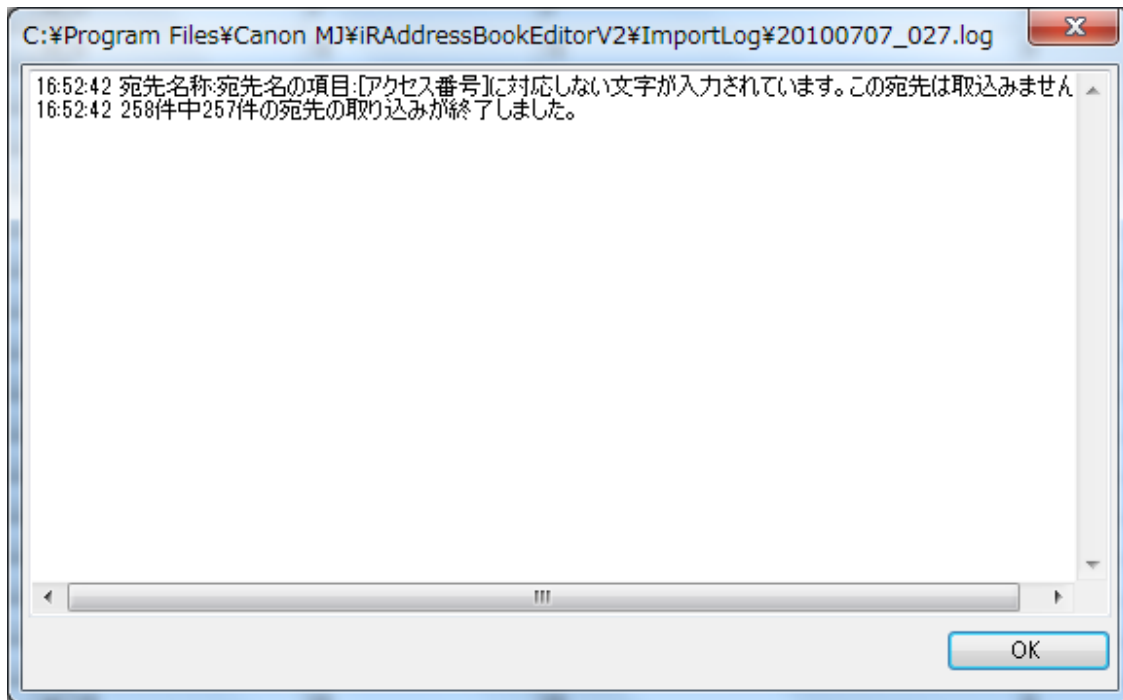 C:¥Program Files¥Canon MJ¥iRAddressBookEditorV2¥ImportLog¥20100707_027.log
16:52:42 宛先:名称:宛先名の項目:[アクセス番号]に対応しない文字が入力されています。この宛先は取込みません
16:52:42 258件中257件の宛先の取り込みが終了しました。
OK